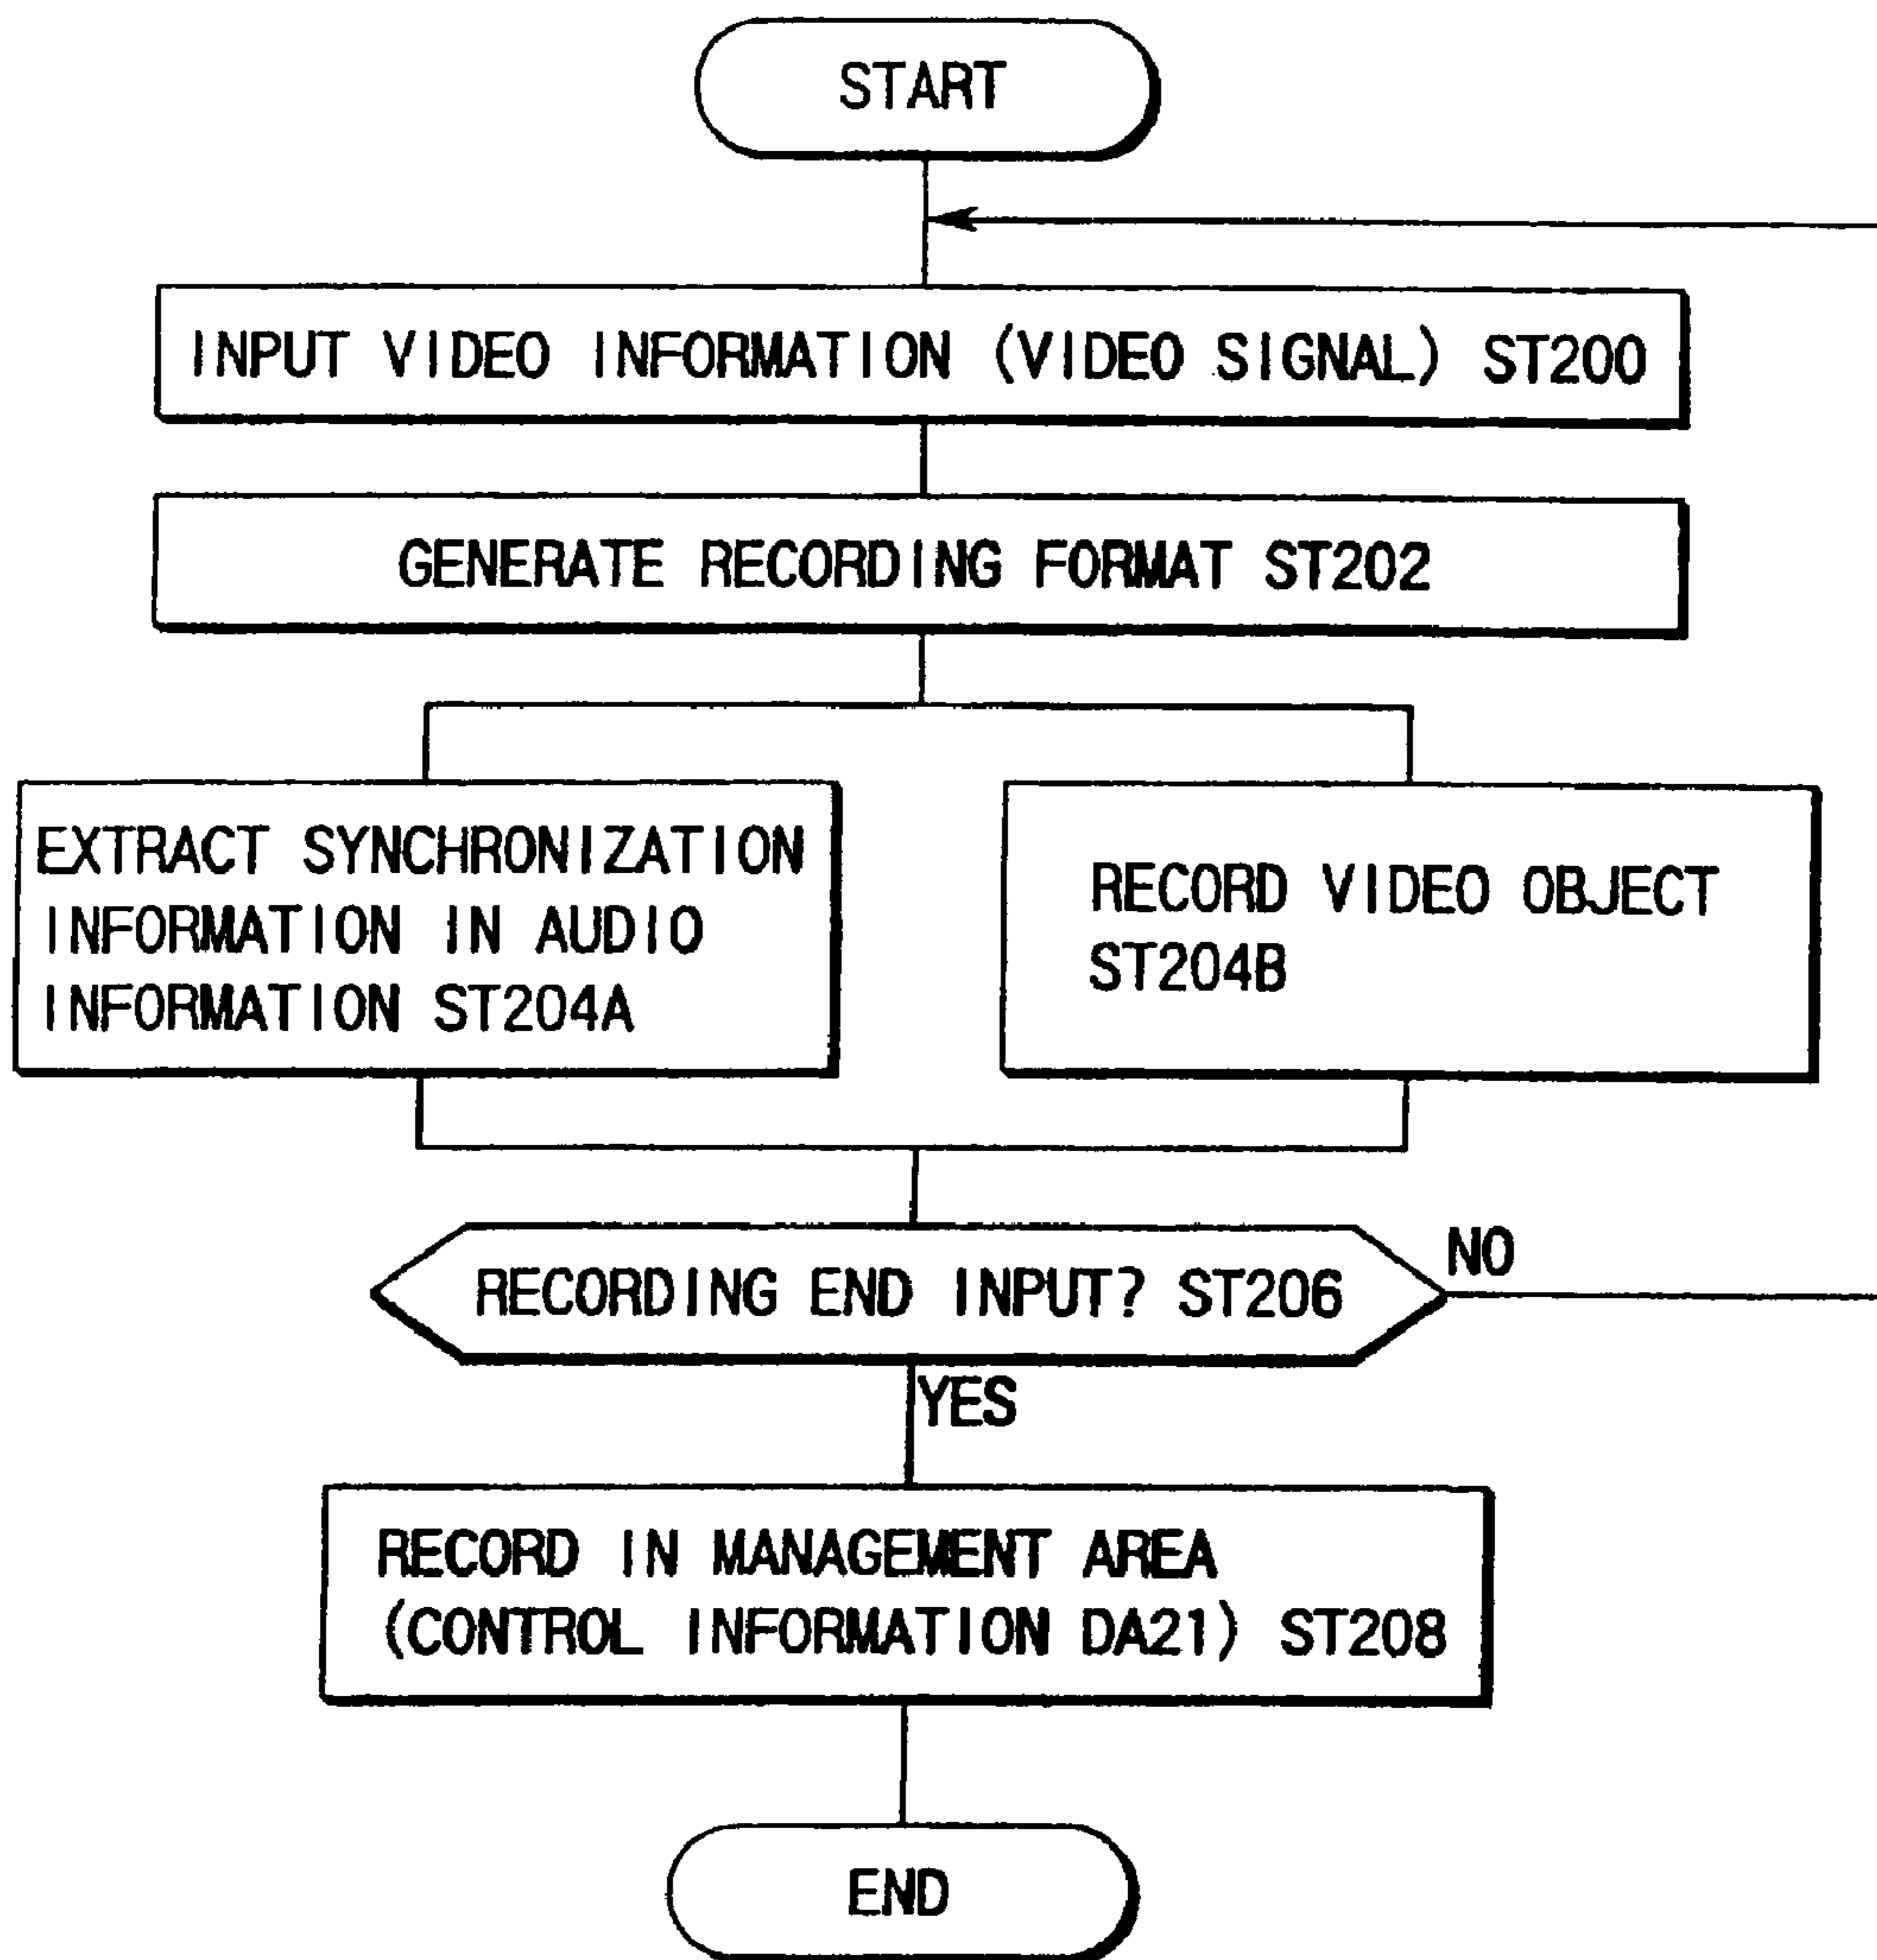 START
INPUT VIDEO INFORMATION (VIDEO SIGNAL) ST200
GENERATE RECORDING FORMAT ST202
EXTRACT SYNCHRONIZATION
INFORMATION IN AUDIO
INFORMATION ST204A
RECORD VIDEO OBJECT
ST204B
RECORDING END INPUT? ST206
NO
YES
RECORD IN MANAGEMENT AREA
(CONTROL INFORMATION DA21) ST208
END